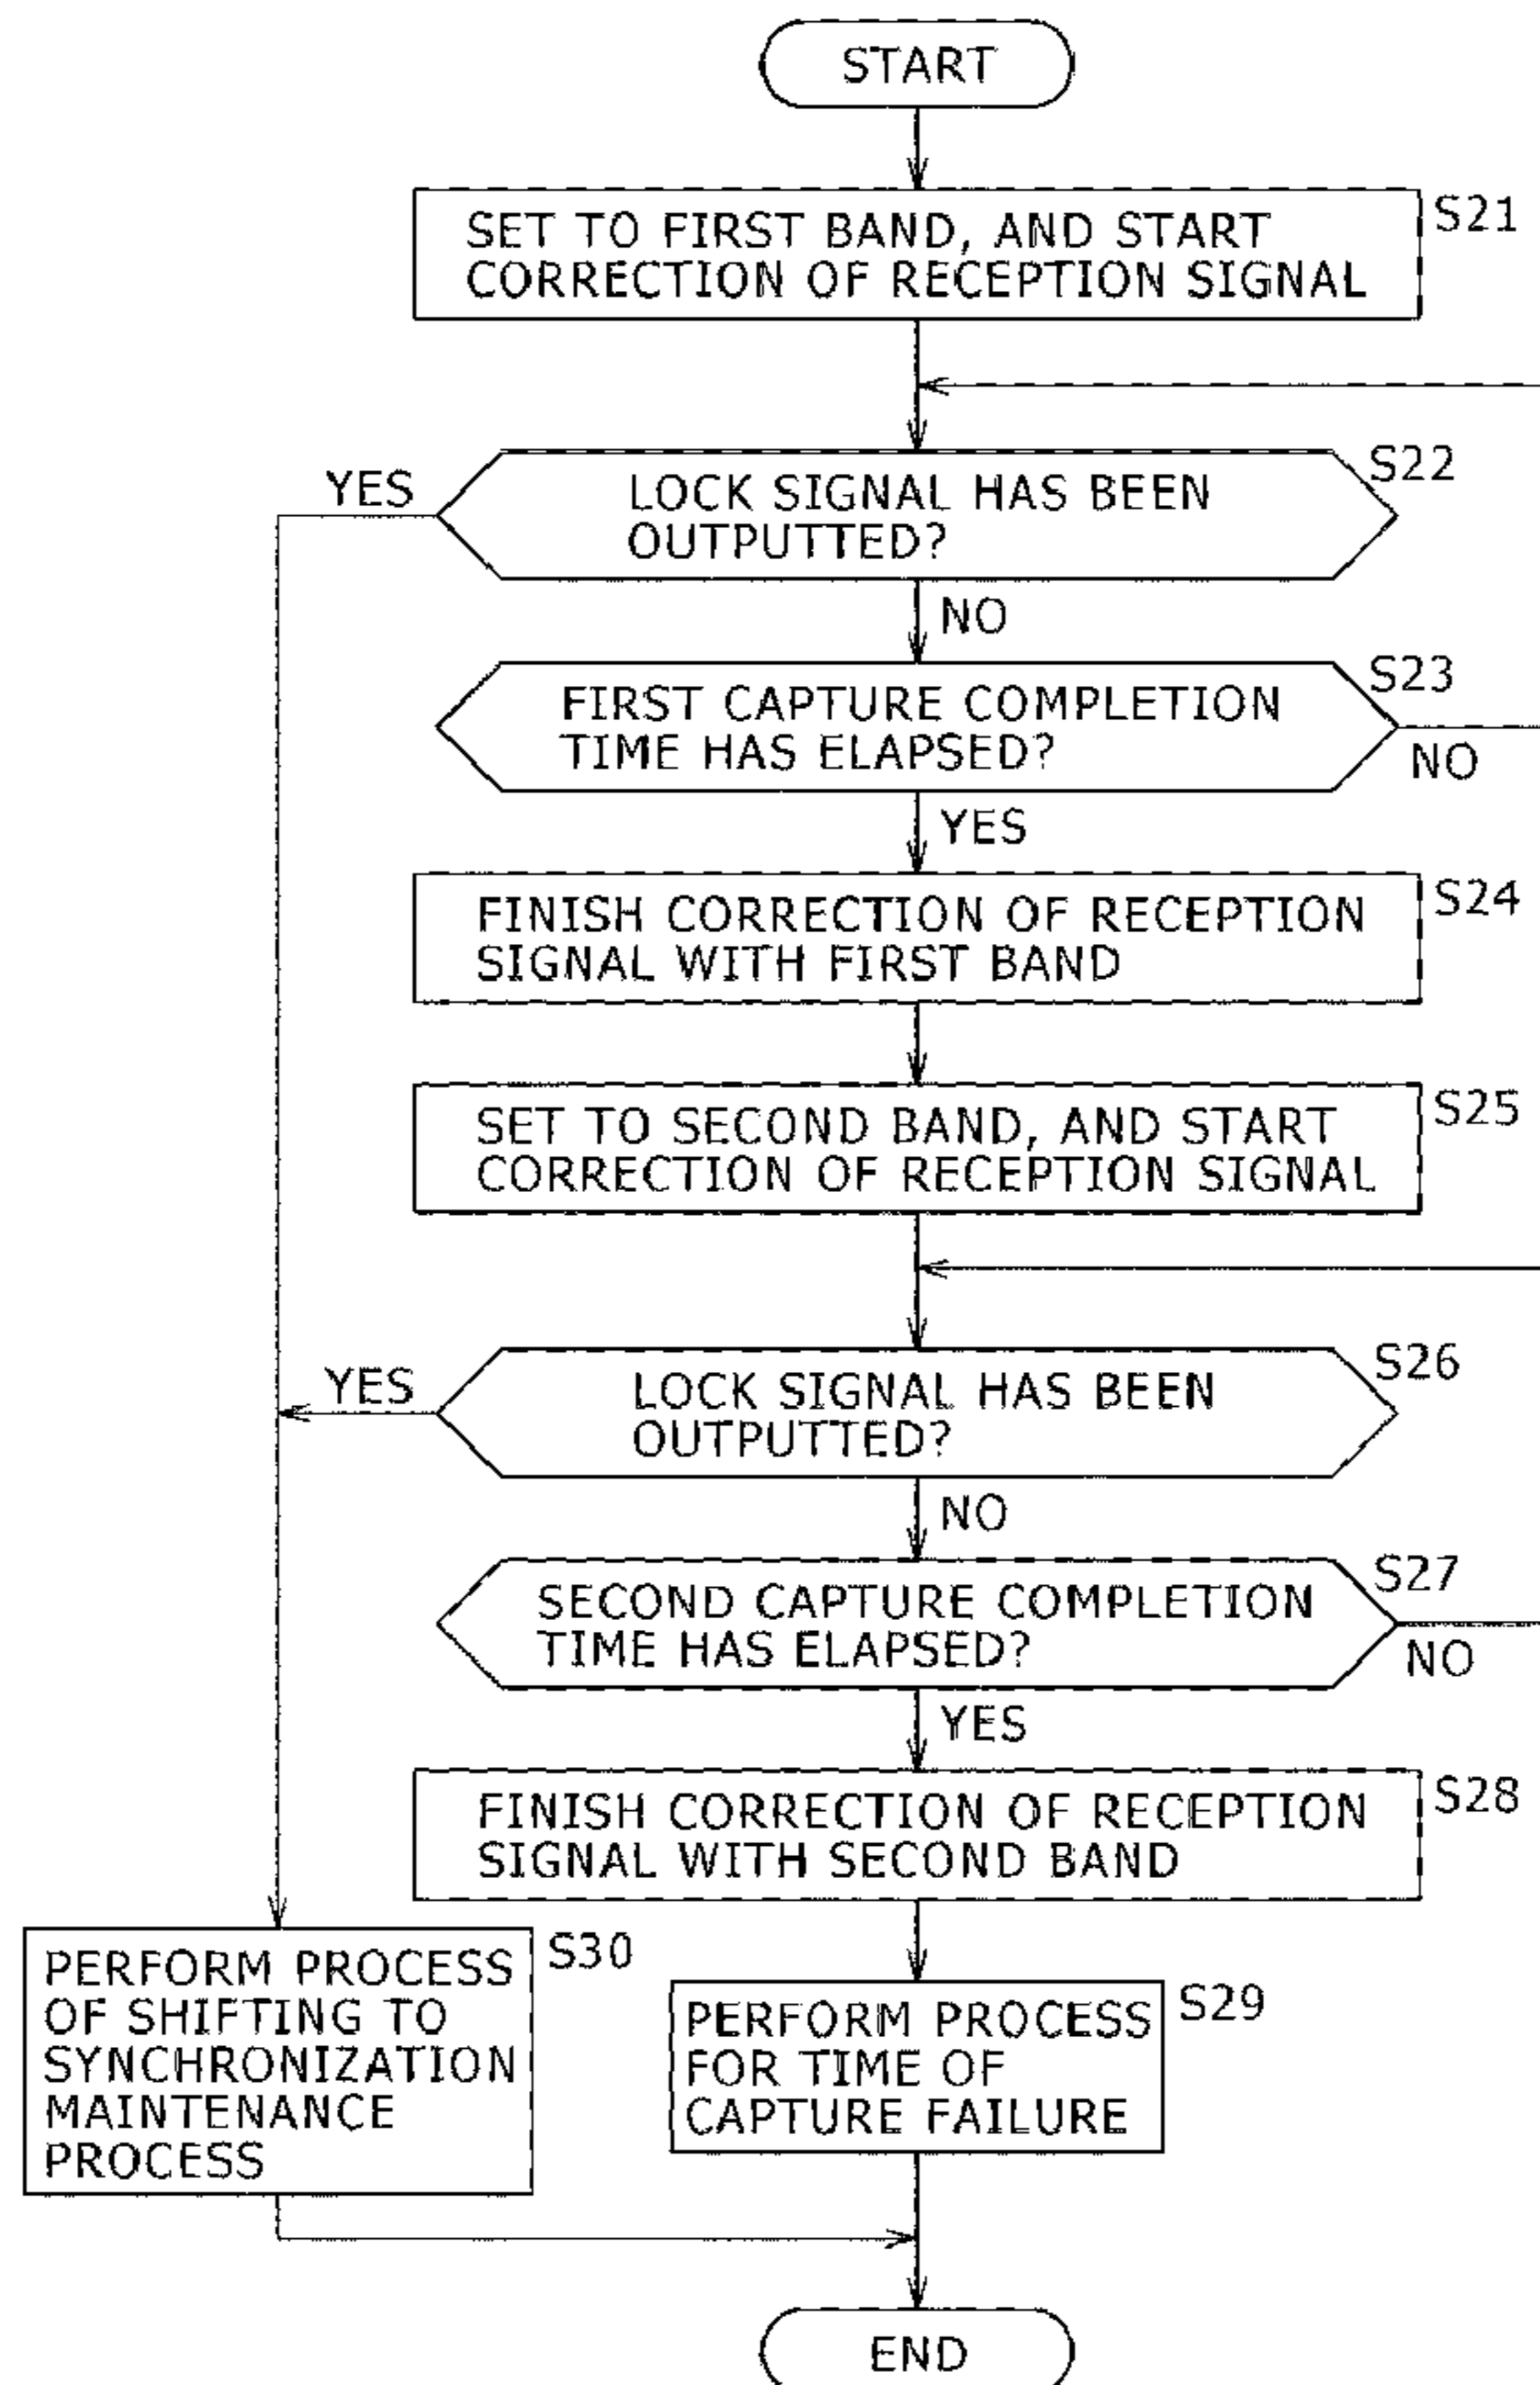 START
SET TO FIRST BAND, AND START
CORRECTION OF RECEPTION SIGNAL
S21
LOCK SIGNAL HAS BEEN
OUTPUTTED?
S22
YES
NO
FIRST CAPTURE COMPLETION
TIME HAS ELAPSED?
S23
NO
YES
FINISH CORRECTION OF RECEPTION
SIGNAL WITH FIRST BAND
S24
SET TO SECOND BAND, AND START
CORRECTION OF RECEPTION SIGNAL
S25
LOCK SIGNAL HAS BEEN
OUTPUTTED?
S26
YES
NO
SECOND CAPTURE COMPLETION
TIME HAS ELAPSED?
S27
NO
YES
FINISH CORRECTION OF RECEPTION
SIGNAL WITH SECOND BAND
S28
PERFORM PROCESS
OF SHIFTING TO
SYNCHRONIZATION
MAINTENANCE
PROCESS
S30
PERFORM PROCESS
FOR TIME OF
CAPTURE FAILURE
S29
END